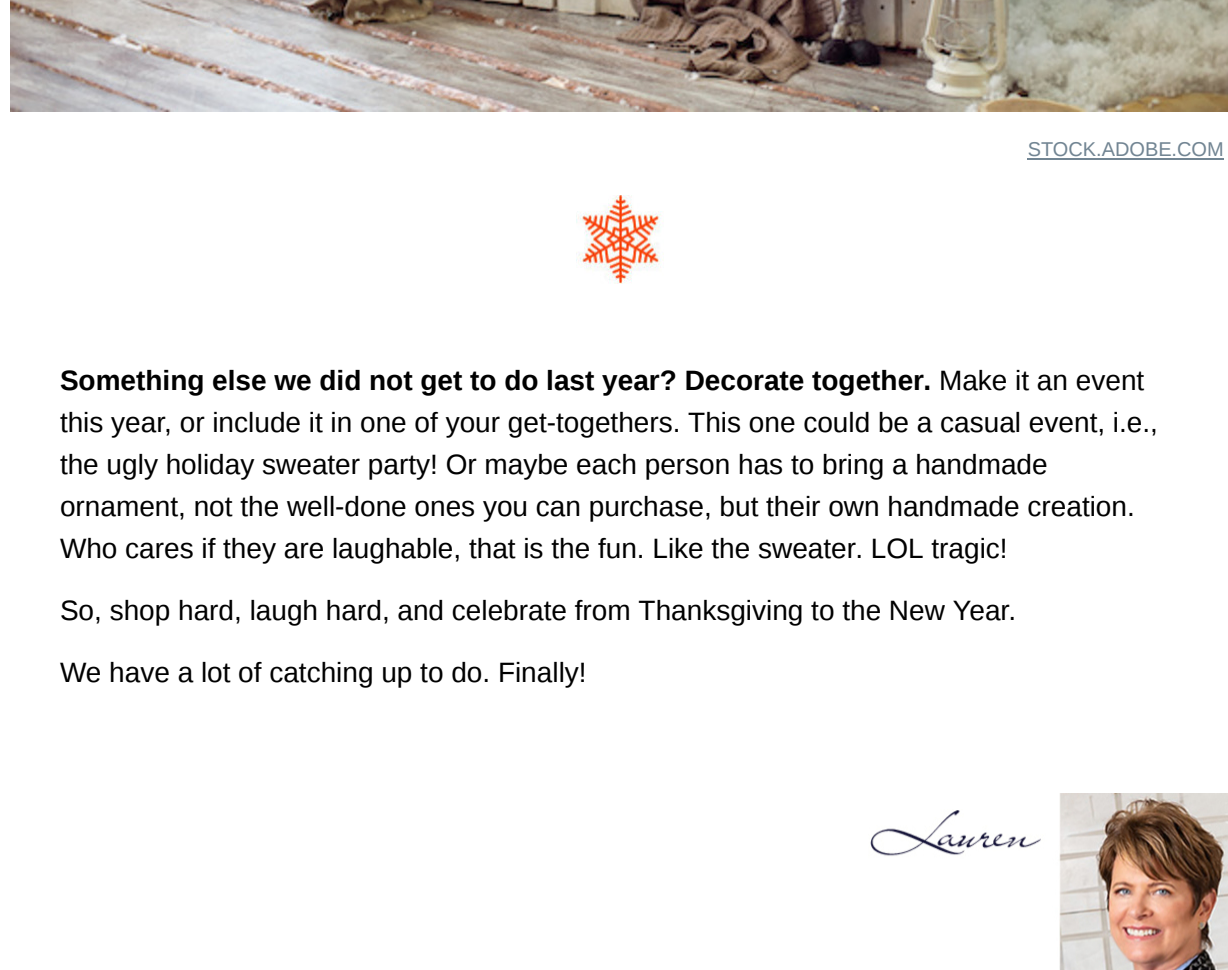 STOCK.ADOBE.COM
Something else we did not get to do last year? Decorate together. Make it an event
this year, or include it in one of your get-togethers. This one could be a casual event, i.e.,
the ugly holiday sweater party! Or maybe each person has to bring a handmade
ornament, not the well-done ones you can purchase, but their own handmade creation.
Who cares if they are laughable, that is the fun. Like the sweater. LOL tragic!
So, shop hard, laugh hard, and celebrate from Thanksgiving to the New Year.
We have a lot of catching up to do. Finally!
Lauren